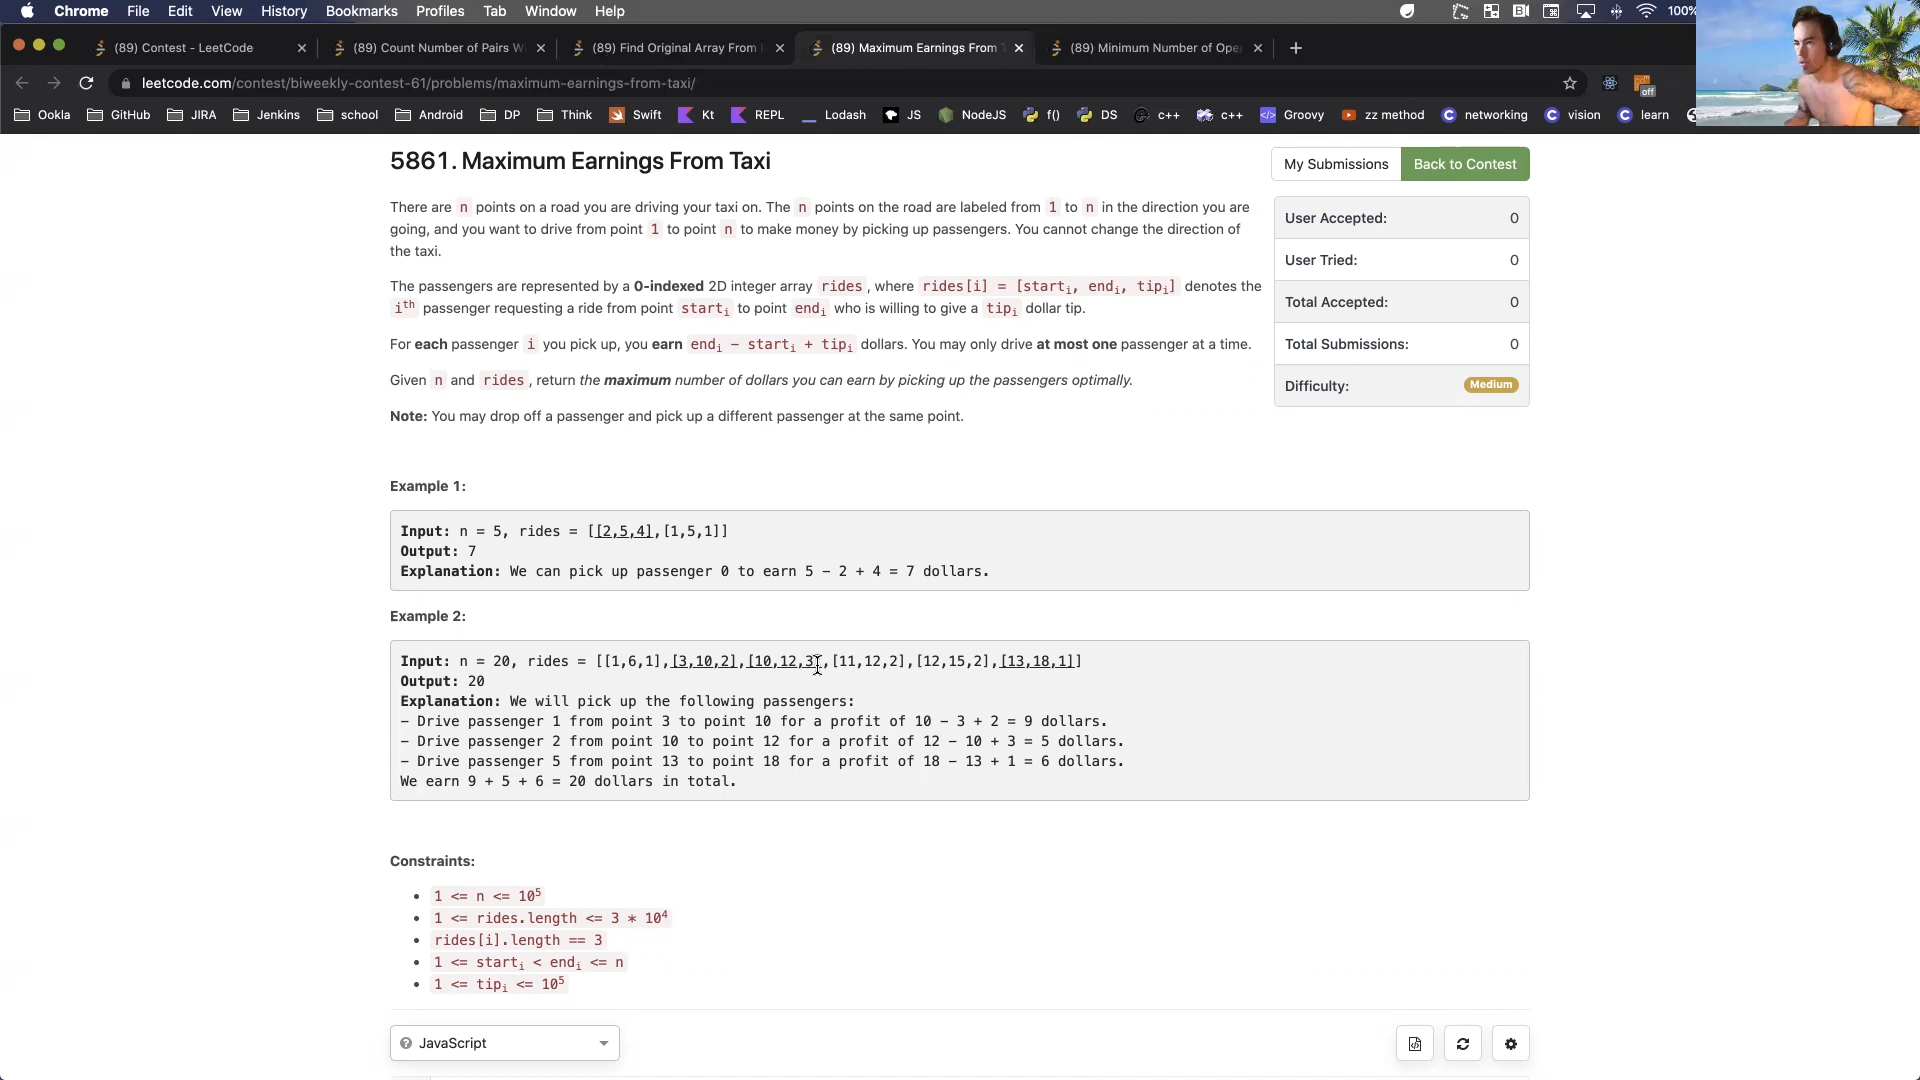 Chrome File Edit View History Bookmarks Profiles Tab Window Help 100%
(89) Contest - LeetCode (89) Count Number of Pairs W (89) Find Original Array From (89) Maximum Earnings From T (89) Minimum Number of Ope
leetcode.com/contest/biweekly-contest-61/problems/maximum-earnings-from-taxi/ off
Ookla GitHub JIRA Jenkins school Android DP Think Swift Kt REPL Lodash JS NodeJS f() DS c++ c++ Groovy zz method networking vision learn
5861. Maximum Earnings From Taxi
My Submissions Back to Contest
There are n points on a road you are driving your taxi on. The n points on the road are labeled from 1 to n in the direction you are
going, and you want to drive from point 1 to point n to make money by picking up passengers. You cannot change the direction of
the taxi.
The passengers are represented by a 0-indexed 2D integer array rides , where rides[i] = [starti, endi, tipi] denotes the
ith passenger requesting a ride from point starti to point endi who is willing to give a tipi dollar tip.
For each passenger i you pick up, you earn endi - starti + tipi dollars. You may only drive at most one passenger at a time.
Given n and rides , return the maximum number of dollars you can earn by picking up the passengers optimally.
Note: You may drop off a passenger and pick up a different passenger at the same point.
User Accepted: 0
User Tried: 0
Total Accepted: 0
Total Submissions: 0
Difficulty: Medium
Example 1:
Input: n = 5, rides = [[2,5,4],[1,5,1]]
Output: 7
Explanation: We can pick up passenger 0 to earn 5 - 2 + 4 = 7 dollars.
Example 2:
Input: n = 20, rides = [[1,6,1],[3,10,2],[10,12,3],[11,12,2],[12,15,2],[13,18,1]]
Output: 20
Explanation: We will pick up the following passengers:
- Drive passenger 1 from point 3 to point 10 for a profit of 10 - 3 + 2 = 9 dollars.
- Drive passenger 2 from point 10 to point 12 for a profit of 12 - 10 + 3 = 5 dollars.
- Drive passenger 5 from point 13 to point 18 for a profit of 18 - 13 + 1 = 6 dollars.
We earn 9 + 5 + 6 = 20 dollars in total.
Constraints:
• 1 <= n <= 10^5
• 1 <= rides.length <= 3 * 10^4
• rides[i].length == 3
• 1 <= starti < endi <= n
• 1 <= tipi <= 10^5
JavaScript